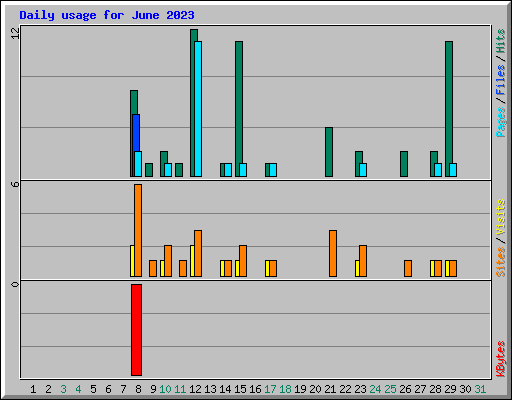 Daily usage for June 2023
12
6
0
Pages/Files/Hits
Sites/Visits
KBytes
1 2 3 4 5 6 7 8 9 10 11 12 13 14 15 16 17 18 19 20 21 22 23 24 25 26 27 28 29 30 31